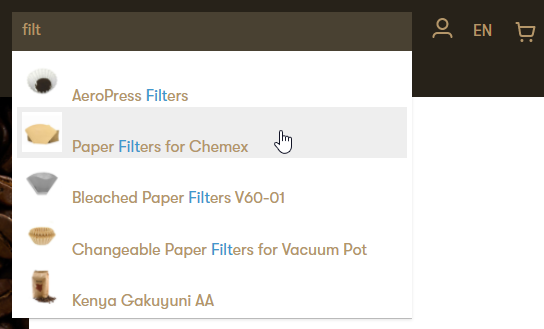 filt
EN
AeroPress Filters
Paper Filters for Chemex
Bleached Paper Filters V60-01
Changeable Paper Filters for Vacuum Pot
Kenya Gakuyuni AA